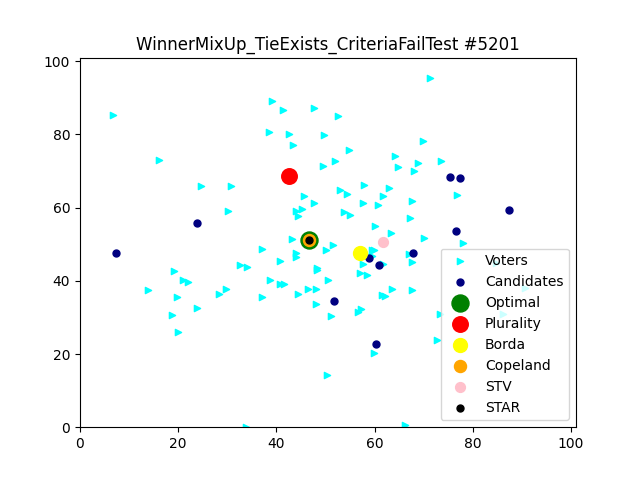 WinnerMixUp_TieExists_CriteriaFailTest #5201
100
80
60
40
20
0
0
20
40
60
80
100
Voters
Candidates
Optimal
Plurality
Borda
Copeland
STV
STAR